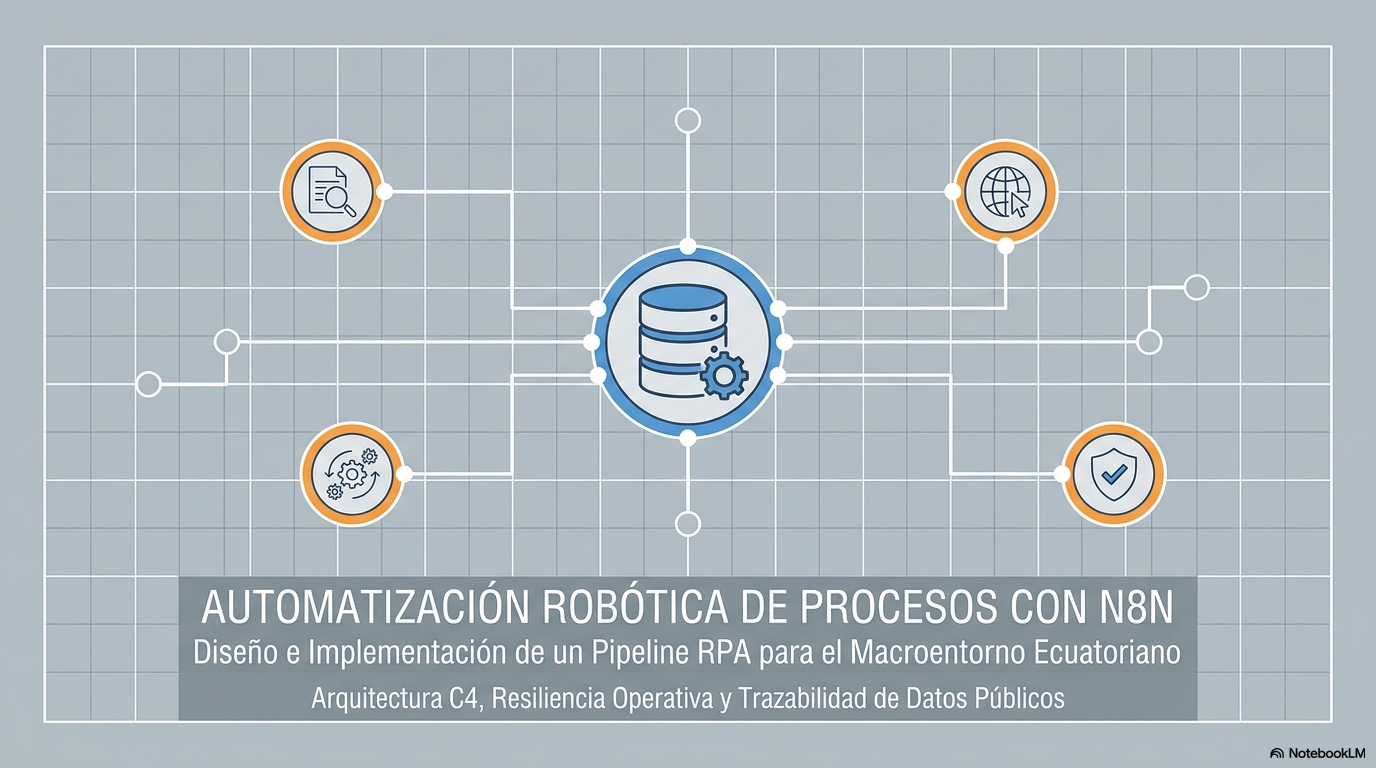 AUTOMATIZACIÓN ROBÓTICA DE PROCESOS CON N8N
Diseño e Implementación de un Pipeline RPA para el Macroentorno Ecuatoriano
Arquitectura C4, Resiliencia Operativa y Trazabilidad de Datos Públicos
NotebookLM